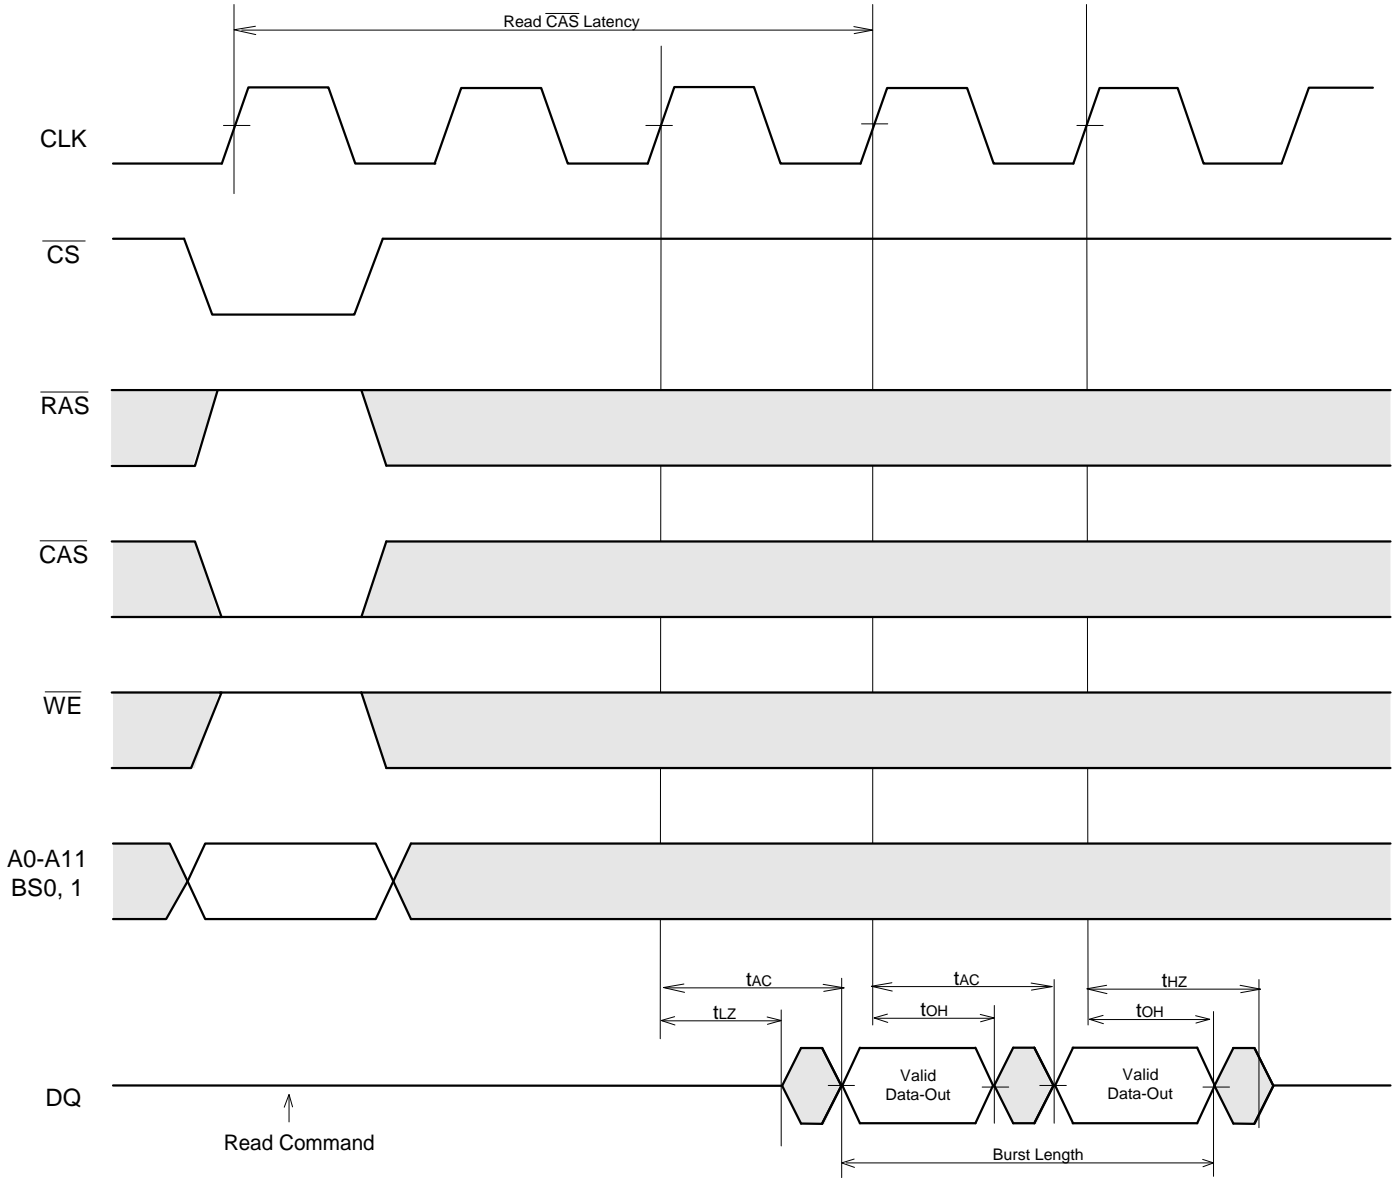 Read CAS Latency
CLK
CS
RAS
CAS
WE
A0-A11
BS0, 1
tAC
tAC
tHZ
tLZ
tOH
tOH
Valid
Data-Out
Valid
Data-Out
DQ
Read Command
Burst Length